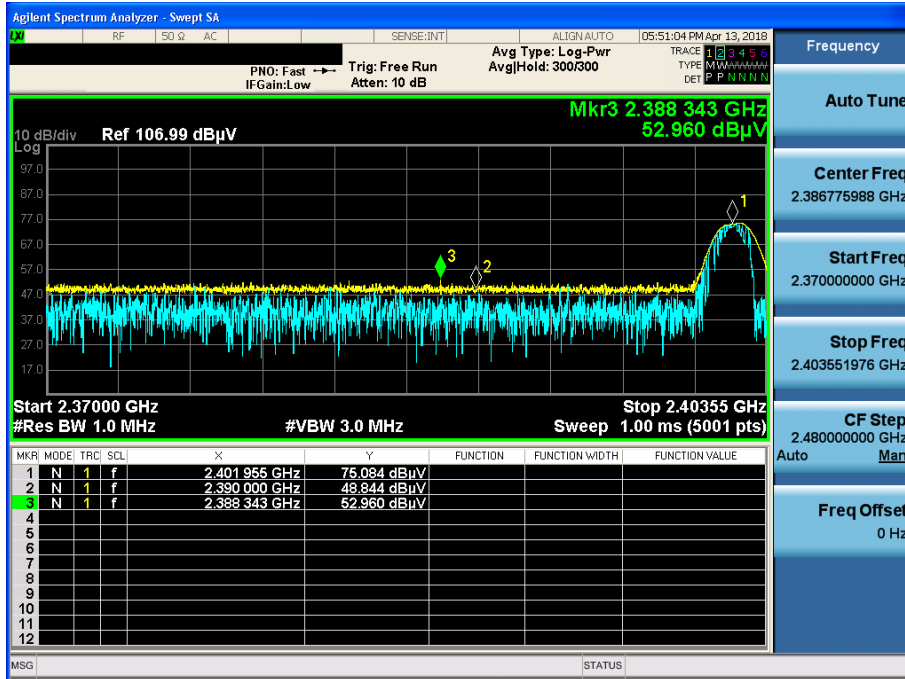 Agilent Spectrum Analyzer - Swept SA
LXI RF 50 Ω AC SENSE:INT ALIGN AUTO 05:51:04 PM Apr 13, 2018
PNO: Fast Trig: Free Run Avg Type: Log-Pwr TRACE 1 2 3 4 5 6
IFGain:Low Atten: 10 dB Avg|Hold: 300/300 TYPE M W
DET P P N N N N
Mkr3 2.388 343 GHz
52.960 dBµV
10 dB/div Ref 106.99 dBµV
Log
97.0
87.0
77.0
67.0
57.0
47.0
37.0
27.0
17.0
1
2
3
Start 2.37000 GHz Stop 2.40355 GHz
#Res BW 1.0 MHz #VBW 3.0 MHz Sweep 1.00 ms (5001 pts)
MKR MODE TRC SCL X Y FUNCTION FUNCTION WIDTH FUNCTION VALUE
1 N 1 f 2.401 955 GHz 75.084 dBµV
2 N 1 f 2.390 000 GHz 48.844 dBµV
3 N 1 f 2.388 343 GHz 52.960 dBµV
4
5
6
7
8
9
10
11
12
MSG STATUS
Frequency
Auto Tune
Center Freq
2.386775988 GHz
Start Freq
2.370000000 GHz
Stop Freq
2.403551976 GHz
CF Step
2.480000000 GHz
Auto Man
Freq Offset
0 Hz